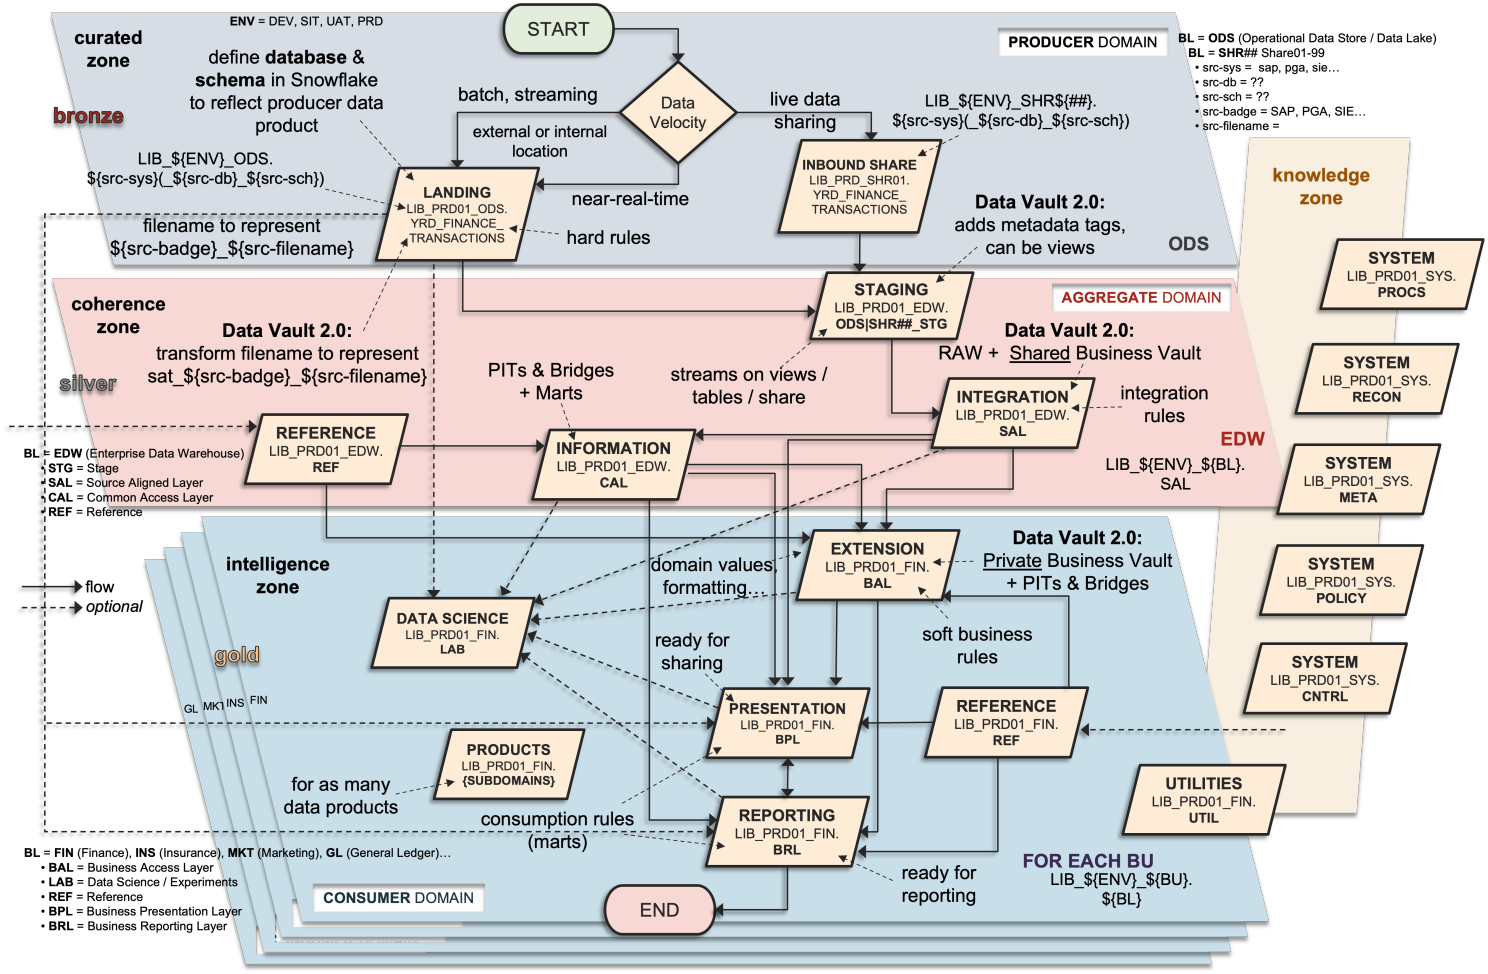 ENV = DEV, SIT, UAT, PRD
START
curated
zone
bronze
define database &
schema in Snowflake
to reflect producer data
product
batch, streaming
external or internal
location
Data
Velocity
live data
sharing
near-real-time
PRODUCER DOMAIN
BL = ODS (Operational Data Store / Data Lake)
BL = SHR## Share01-99
• src-sys = sap, pga, sie...
• src-db = ??
• src-sch = ??
• src-badge = SAP, PGA, SIE...
• src-filename =
LIB_${ENV}_SHR${##}.
${src-sys}(_${src-db}_${src-sch})
LIB_${ENV}_ODS.
${src-sys}(_${src-db}_${src-sch})
filename to represent
${src-badge}_${src-filename}
LANDING
LIB_PRD01_ODS.
YRD_FINANCE_
TRANSACTIONS
hard rules
INBOUND SHARE
LIB_PRD_SHR01.
YRD_FINANCE_
TRANSACTIONS
Data Vault 2.0:
adds metadata tags,
can be views
ODS
knowledge
zone
SYSTEM
LIB_PRD01_SYS.
PROCS
SYSTEM
LIB_PRD01_SYS.
RECON
SYSTEM
LIB_PRD01_SYS.
META
SYSTEM
LIB_PRD01_SYS.
POLICY
SYSTEM
LIB_PRD01_SYS.
CNTRL
UTILITIES
LIB_PRD01_FIN.
UTIL
coherence
zone
silver
Data Vault 2.0:
transform filename to represent
sat_${src-badge}_${src-filename}
STAGING
LIB_PRD01_EDW.
ODS|SHR##_STG
AGGREGATE DOMAIN
Data Vault 2.0:
RAW + Shared Business Vault
PITs & Bridges
+ Marts
streams on views /
tables / share
INTEGRATION
LIB_PRD01_EDW.
SAL
integration
rules
EDW
LIB_${ENV}_${BL}.
SAL
REFERENCE
LIB_PRD01_EDW.
REF
INFORMATION
LIB_PRD01_EDW.
CAL
BL = EDW (Enterprise Data Warehouse)
• STG = Stage
• SAL = Source Aligned Layer
• CAL = Common Access Layer
• REF = Reference
flow
optional
intelligence
zone
gold
GL
MKT
INS
FIN
EXTENSION
LIB_PRD01_FIN.
BAL
Data Vault 2.0:
Private Business Vault
+ PITs & Bridges
domain values,
formatting...
DATA SCIENCE
LIB_PRD01_FIN.
LAB
ready for
sharing
soft business
rules
PRESENTATION
LIB_PRD01_FIN.
BPL
REFERENCE
LIB_PRD01_FIN.
REF
PRODUCTS
LIB_PRD01_FIN.
{SUBDOMAINS}
for as many
data products
consumption rules
(marts)
REPORTING
LIB_PRD01_FIN.
BRL
ready for
reporting
FOR EACH BU
LIB_${ENV}_${BU}.
${BL}
BL = FIN (Finance), INS (Insurance), MKT (Marketing), GL (General Ledger)...
• BAL = Business Access Layer
• LAB = Data Science / Experiments
• REF = Reference
• BPL = Business Presentation Layer
• BRL = Business Reporting Layer
CONSUMER DOMAIN
END